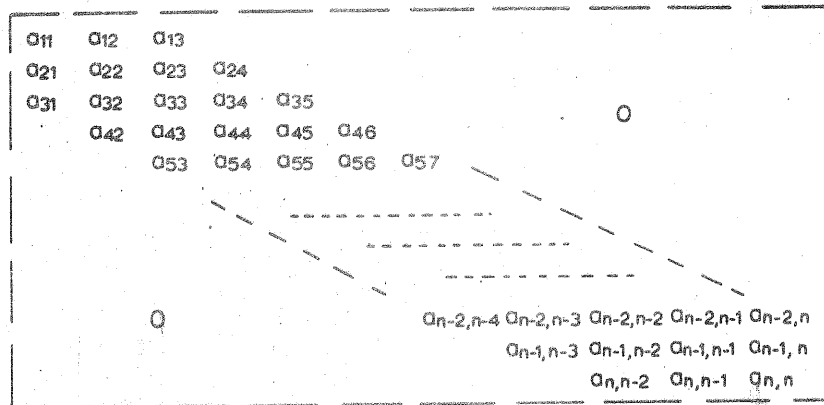 a11 a12 a13
a21 a22 a23 a24
a31 a32 a33 a34 a35
O
a42 a43 a44 a45 a46
a53 a54 a55 a56 a57
O
an-2,n-4 an-2,n-3 an-2,n-2 an-2,n-1 an-2,n
an-1,n-3 an-1,n-2 an-1,n-1 an-1,n
an,n-2 an,n-1 an,n